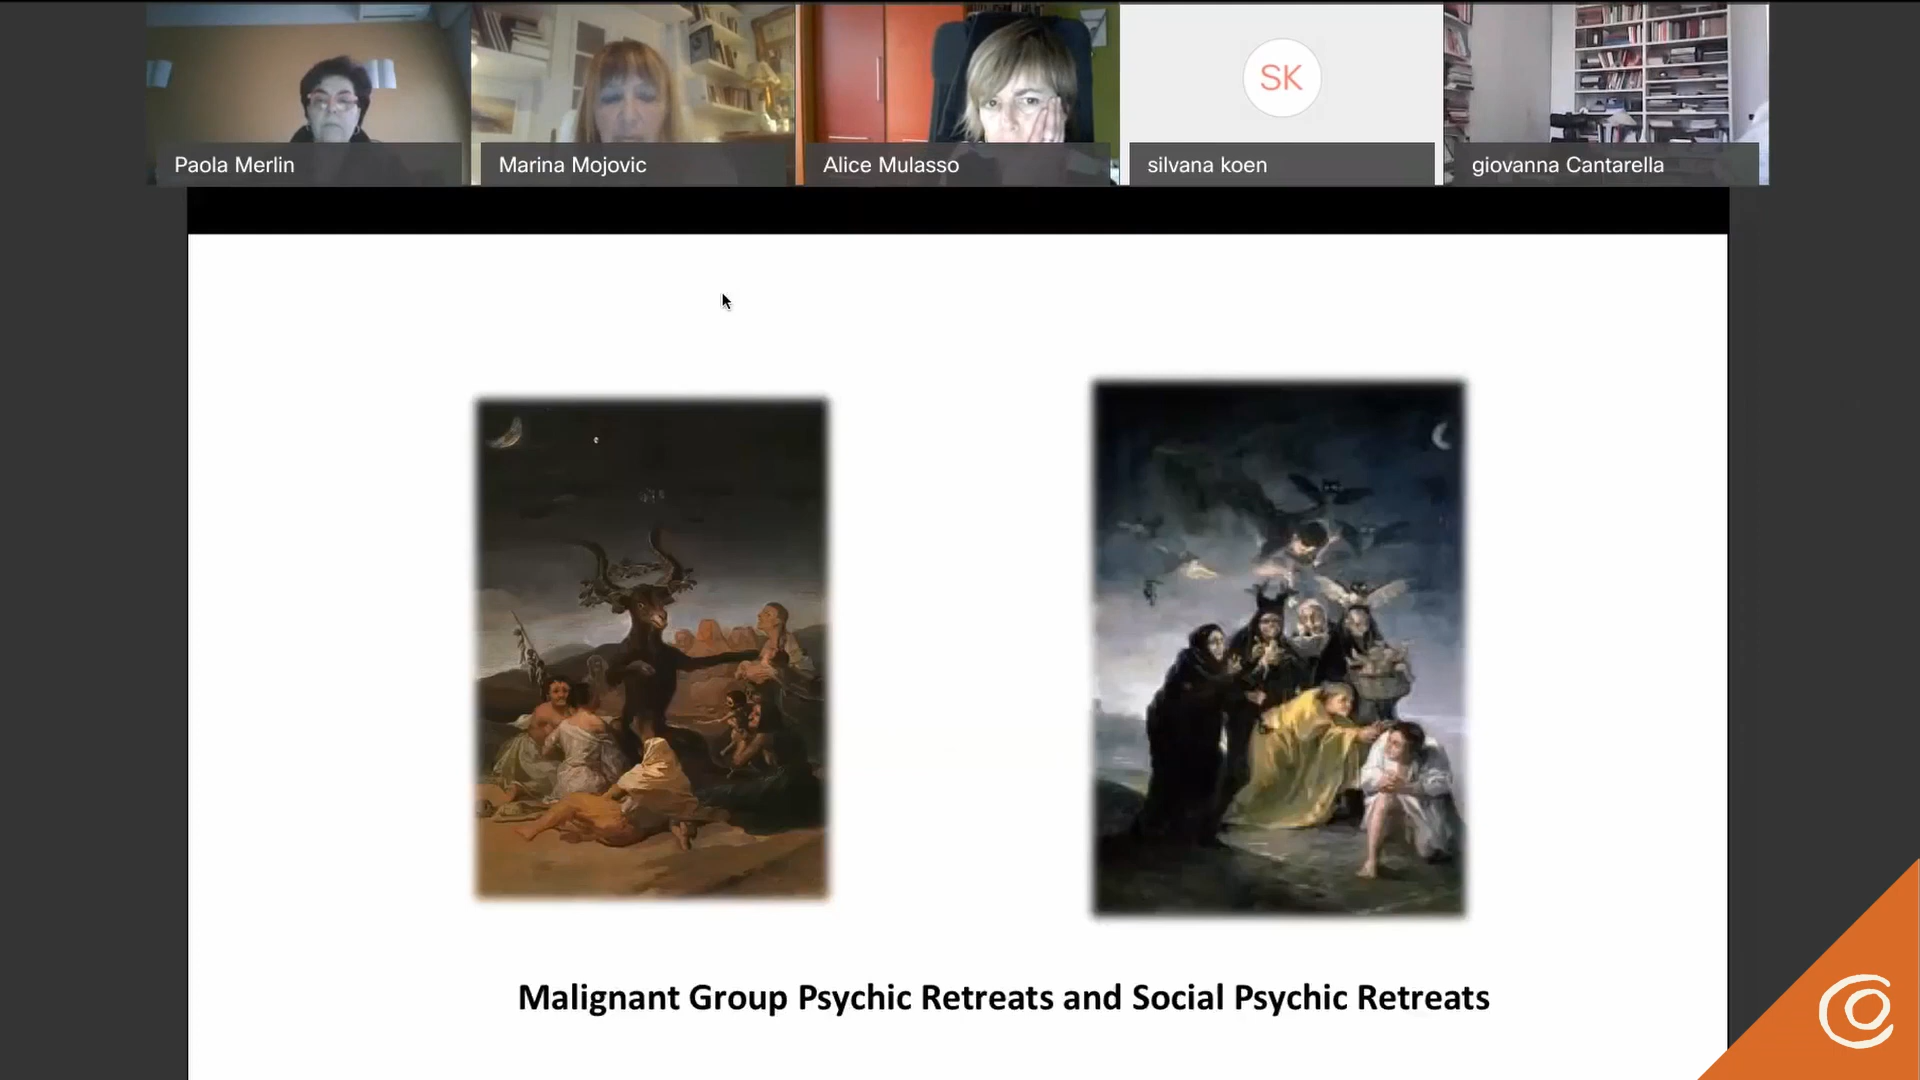 Paola Merlin
Marina Mojovic
Alice Mulasso
SK
silvana koen
giovanna Cantarella
Malignant Group Psychic Retreats and Social Psychic Retreats